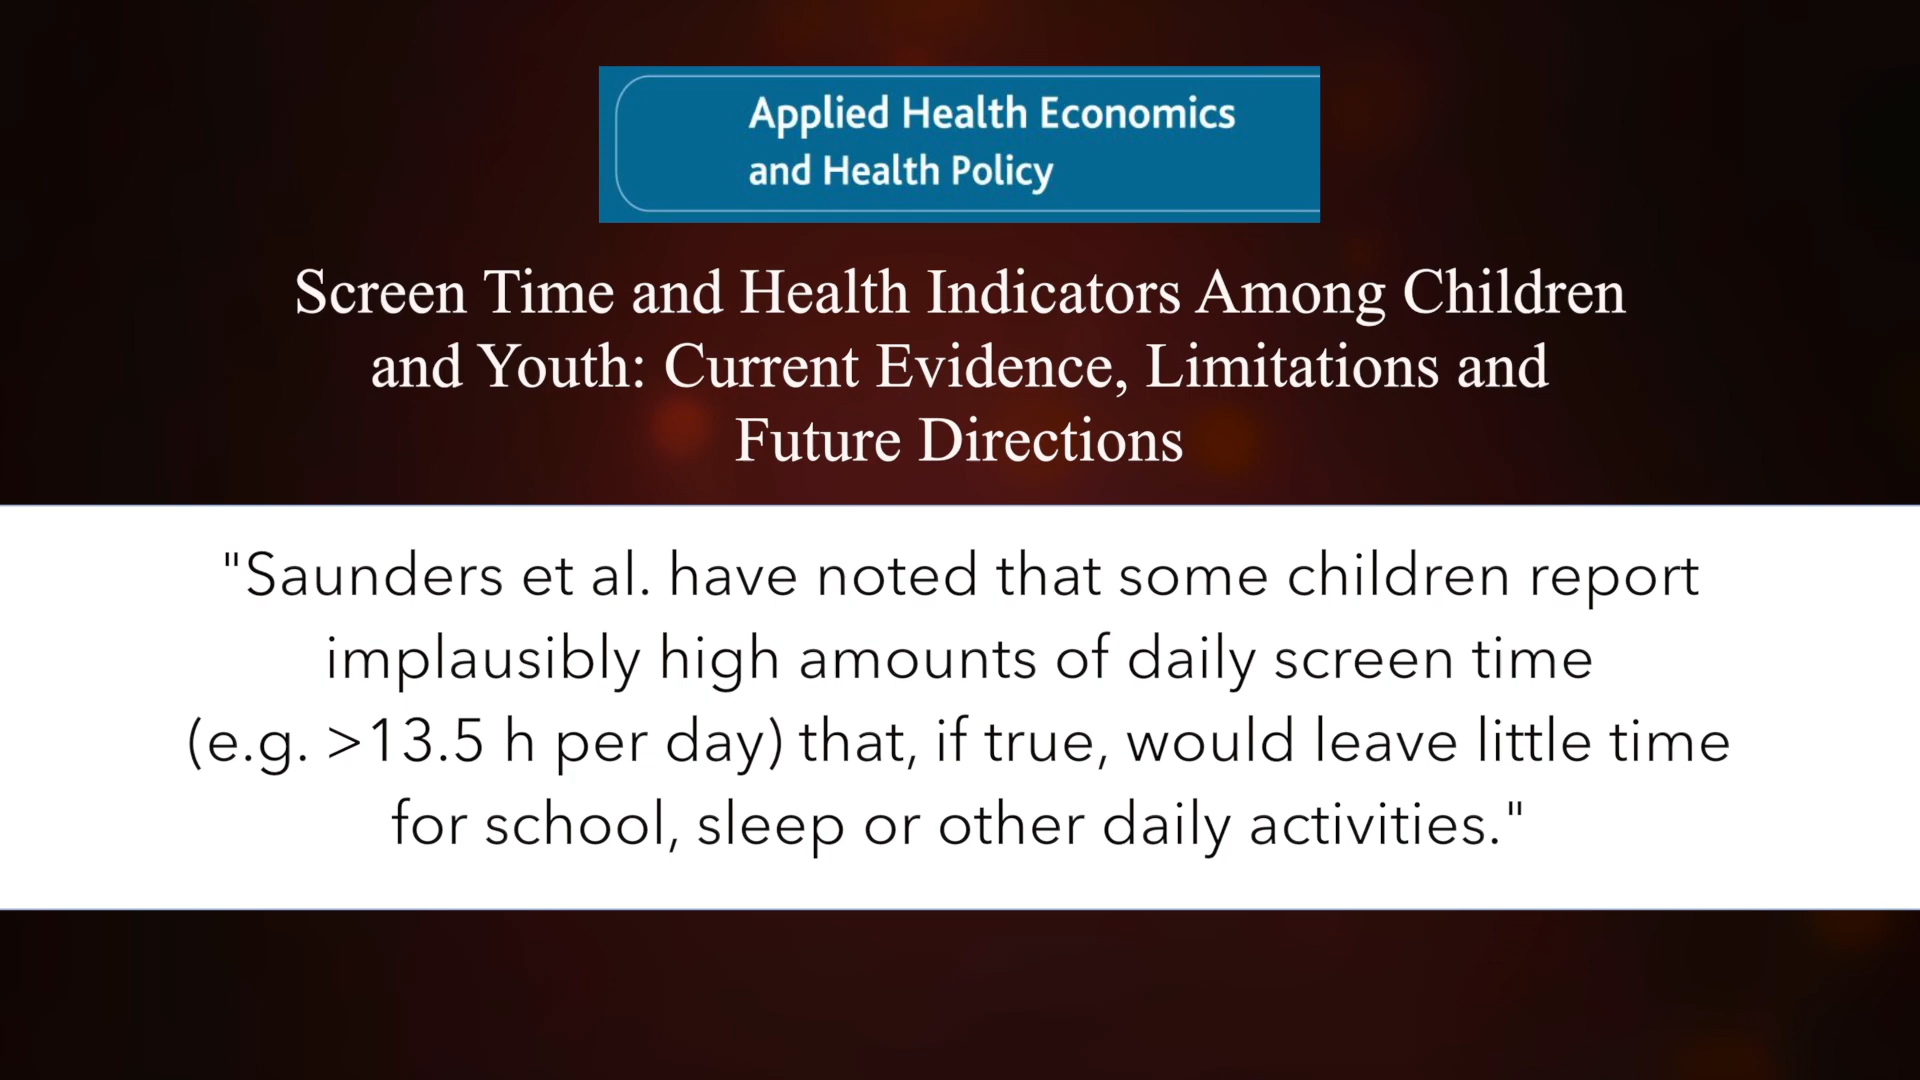 Applied Health Economics
and Health Policy
Screen Time and Health Indicators Among Children
and Youth: Current Evidence, Limitations and
Future Directions
"Saunders et al. have noted that some children report
implausibly high amounts of daily screen time
(e.g. >13.5 h per day) that, if true, would leave little time
for school, sleep or other daily activities."